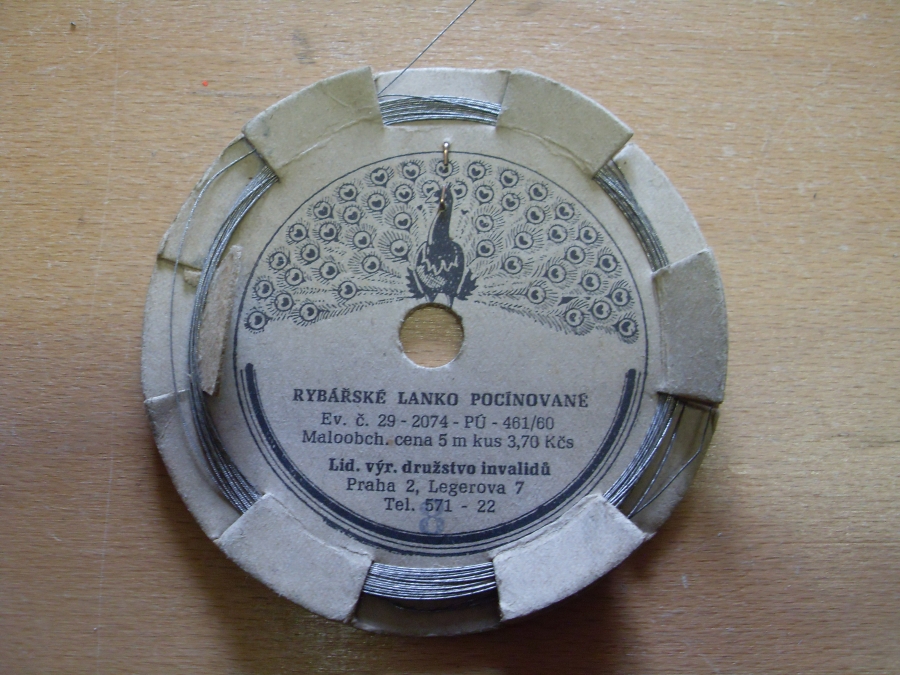 RYBÁŘSKÉ LANKO POCÍNOVANÉ
Ev. č. 29 - 2074 - PÚ - 461/60
Maloobch. cena 5 m kus 3,70 Kčs
Lid. výr. družstvo invalidů
Praha 2, Legerova 7
Tel. 571 - 22
8